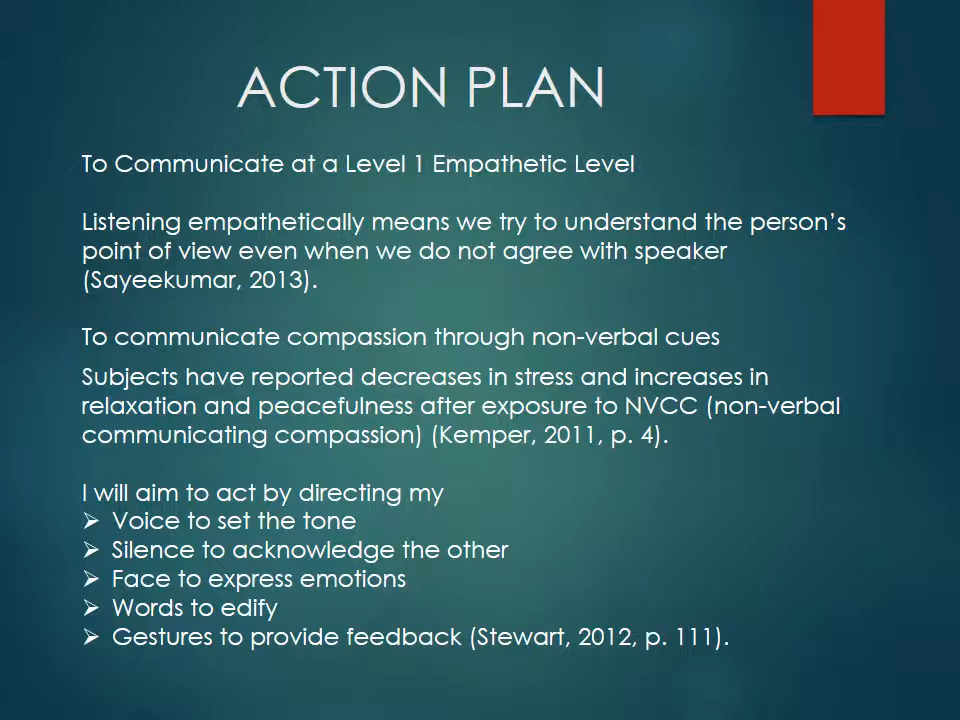 ACTION PLAN
To Communicate at a Level 1 Empathetic Level
Listening empathetically means we try to understand the person’s
point of view even when we do not agree with speaker
(Sayeekumar, 2013).
To communicate compassion through non-verbal cues
Subjects have reported decreases in stress and increases in
relaxation and peacefulness after exposure to NVCC (non-verbal
communicating compassion) (Kemper, 2011, p. 4).
I will aim to act by directing my
➢ Voice to set the tone
➢ Silence to acknowledge the other
➢ Face to express emotions
➢ Words to edify
➢ Gestures to provide feedback (Stewart, 2012, p. 111).